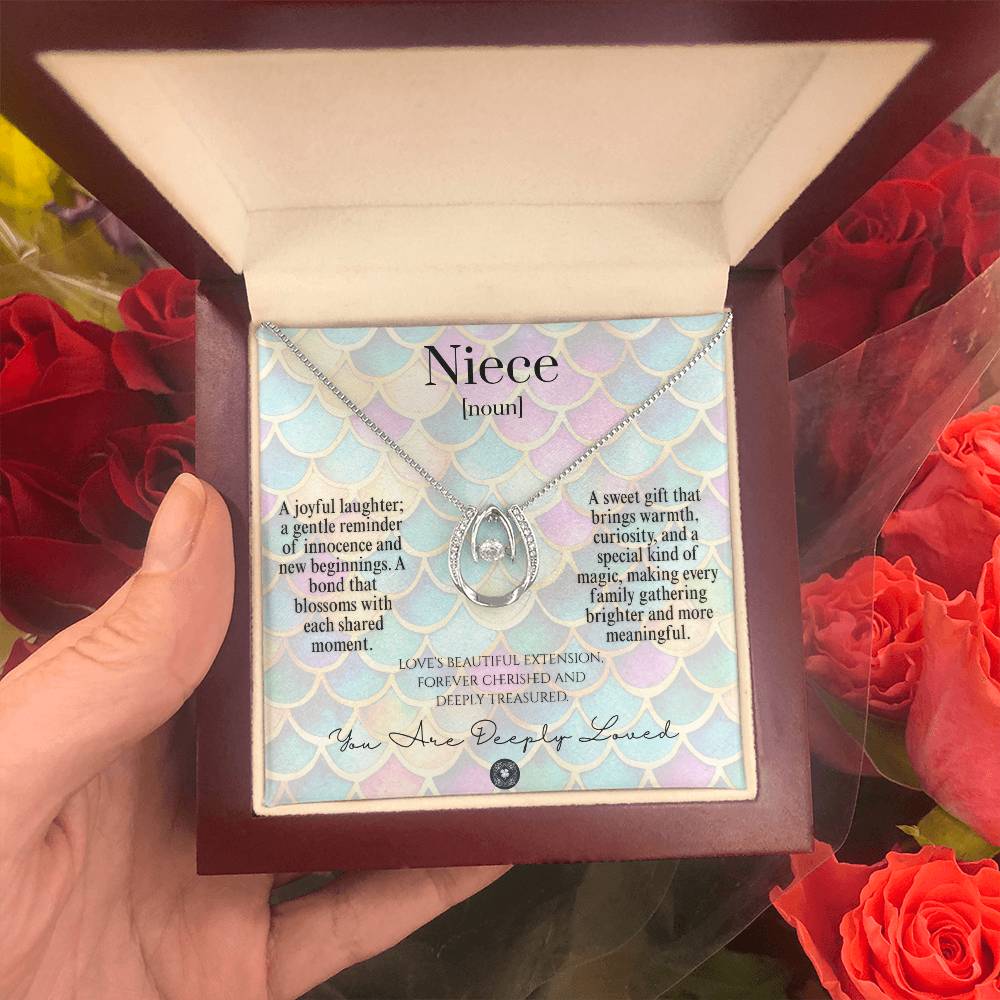 Niece
[noun]
A joyful laughter;
a gentle reminder
of innocence and
new beginnings. A
bond that
blossoms with
each shared
moment.
A sweet gift that
brings warmth,
curiosity, and a
special kind of
magic, making every
family gathering
brighter and more
meaningful.
LOVE'S BEAUTIFUL EXTENSION,
FOREVER CHERISHED AND
DEEPLY TREASURED.
You Are Deeply Loved